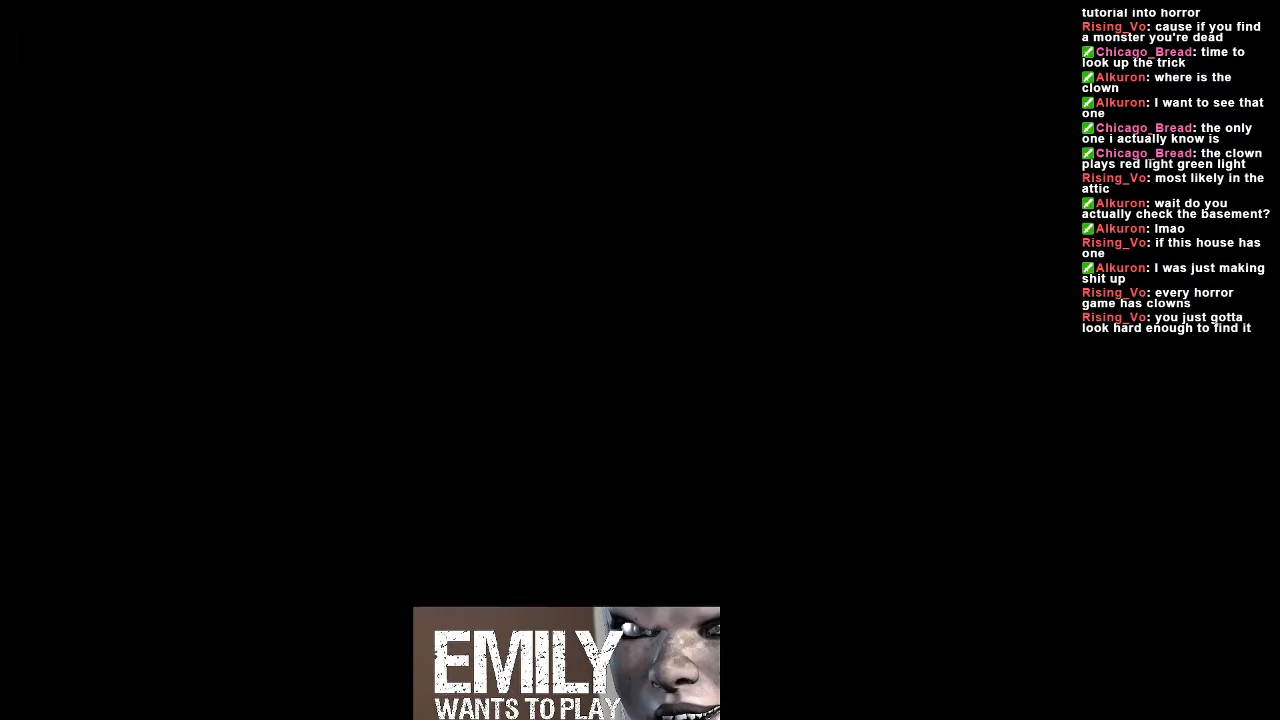 tutorial into horror
Rising_Vo: cause if you find
a monster you're dead
Chicago_Bread: time to
look up the trick
Alkuron: where is the
clown
Alkuron: I want to see that
one
Chicago_Bread: the only
one i actually know is
Chicago_Bread: the clown
plays red light green light
Rising_Vo: most likely in the
attic
Alkuron: wait do you
actually check the basement?
Alkuron: lmao
Rising_Vo: if this house has
one
Alkuron: I was just making
shit up
Rising_Vo: every horror
game has clowns
Rising_Vo: you just gotta
look hard enough to find it
EMILY
WANTS TO PLAY